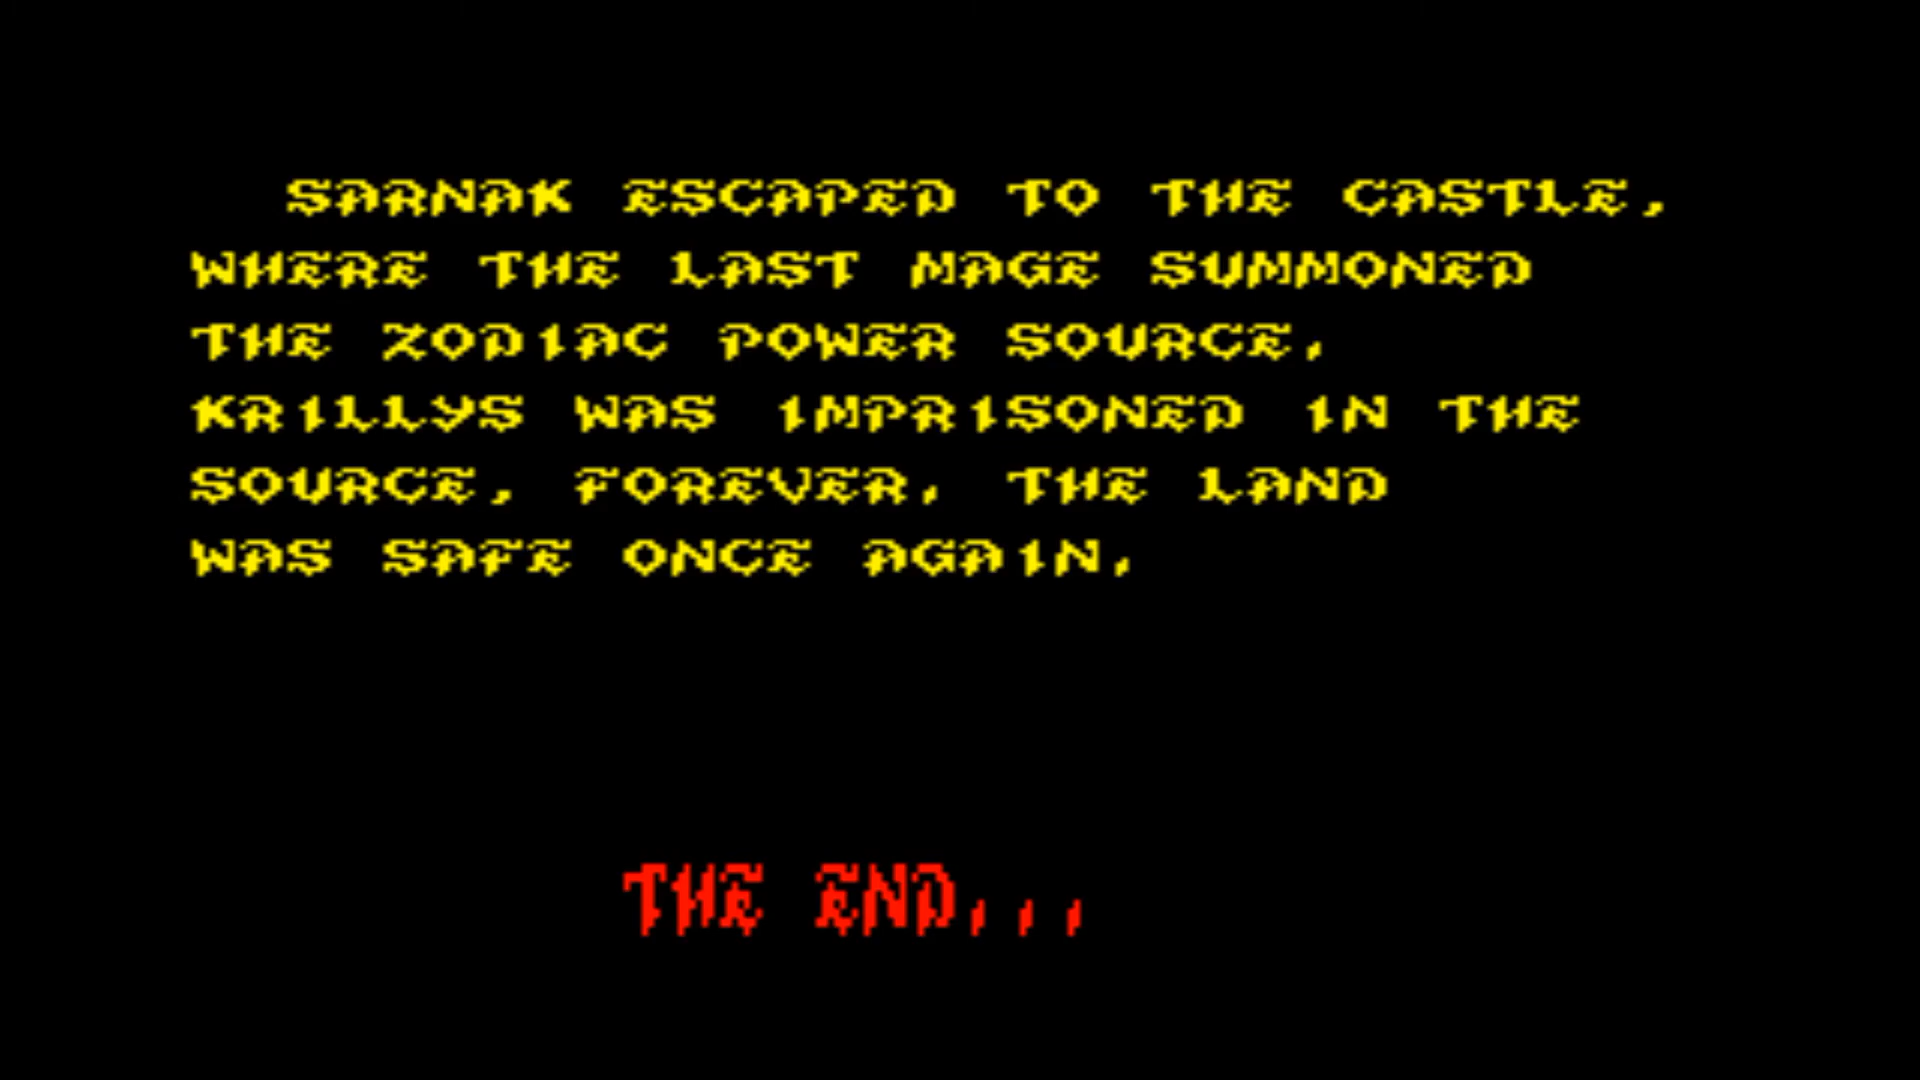 SARNAK ESCAPED TO THE CASTLE,
WHERE THE LAST MAGE SUMMONED
THE ZODIAC POWER SOURCE.
KRILLYS WAS IMPRISONED IN THE
SOURCE, FOREVER. THE LAND
WAS SAFE ONCE AGAIN.
THE END...